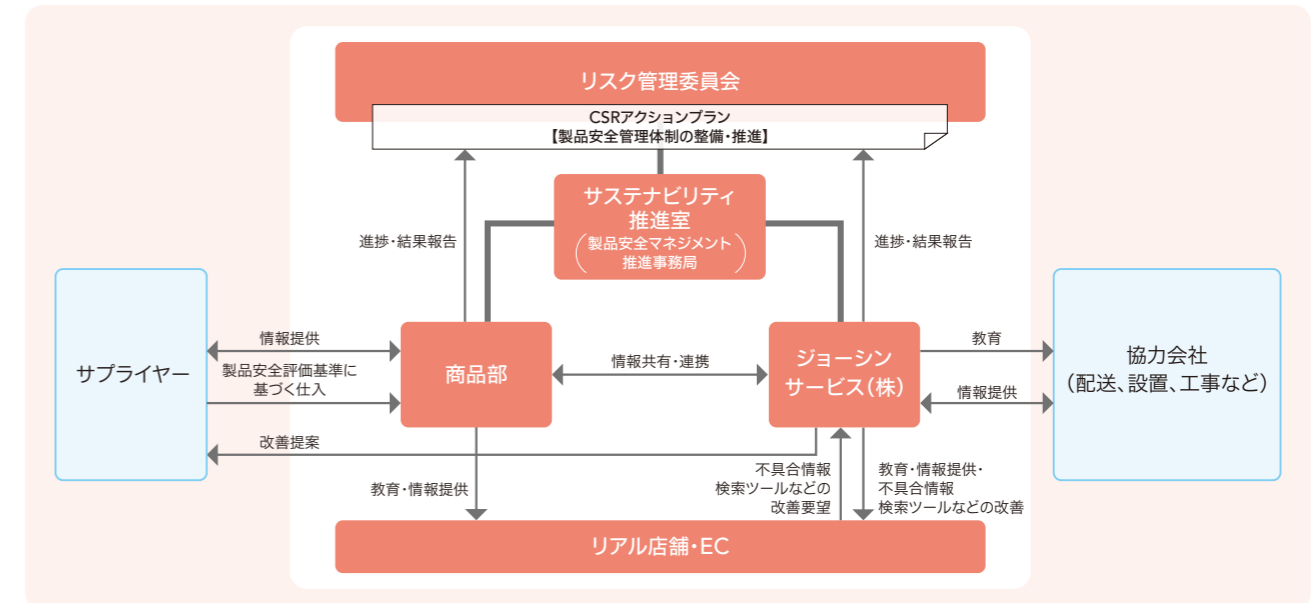 リスク管理委員会
CSRアクションプラン
【製品安全管理体制の整備・推進】
サステナビリティ
推進室
(製品安全マネジメント
推進事務局)
進捗・結果報告
進捗・結果報告
サプライヤー
情報提供
製品安全評価基準に
基づく仕入
改善提案
商品部
情報共有・連携
ジョーシン
サービス(株)
教育
情報提供
協力会社
(配送、設置、工事など)
教育・情報提供
不具合情報
検索ツールなどの
改善要望
教育・情報提供・
不具合情報
検索ツールなどの改善
リアル店舗・EC